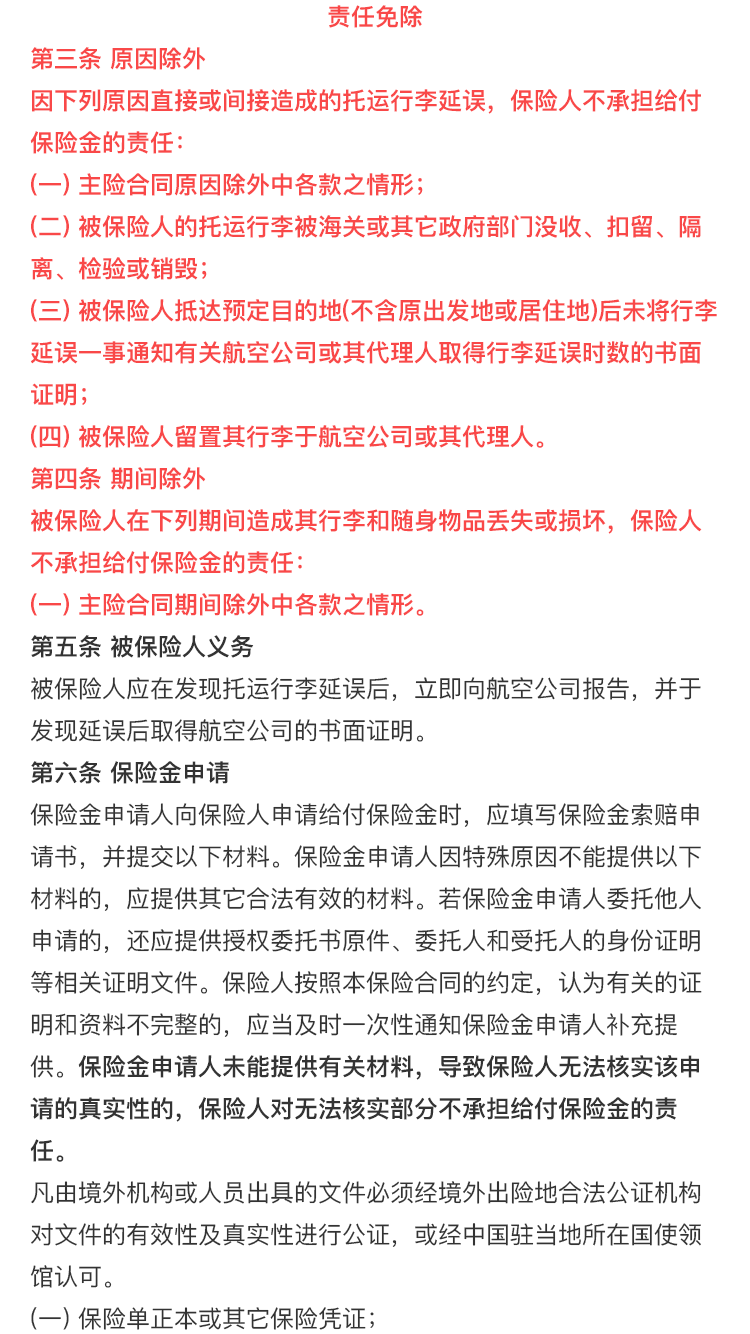 责任免除
第三条 原因除外
因下列原因直接或间接造成的托运行李延误，保险人不承担给付
保险金的责任：
(一) 主险合同原因除外中各款之情形；
(二) 被保险人的托运行李被海关或其它政府部门没收、扣留、隔
离、检验或销毁；
(三) 被保险人抵达预定目的地(不含原出发地或居住地)后未将行李
延误一事通知有关航空公司或其代理人取得行李延误时数的书面
证明；
(四) 被保险人留置其行李于航空公司或其代理人。
第四条 期间除外
被保险人在下列期间造成其行李和随身物品丢失或损坏，保险人
不承担给付保险金的责任：
(一) 主险合同期间除外中各款之情形。
第五条 被保险人义务
被保险人应在发现托运行李延误后，立即向航空公司报告，并于
发现延误后取得航空公司的书面证明。
第六条 保险金申请
保险金申请人向保险人申请给付保险金时，应填写保险金索赔申
请书，并提交以下材料。保险金申请人因特殊原因不能提供以下
材料的，应提供其它合法有效的材料。若保险金申请人委托他人
申请的，还应提供授权委托书原件、委托人和受托人的身份证明
等相关证明文件。保险人按照本保险合同的约定，认为有关的证
明和资料不完整的，应当及时一次性通知保险金申请人补充提
供。保险金申请人未能提供有关材料，导致保险人无法核实该申
请的真实性的，保险人对无法核实部分不承担给付保险金的责
任。
凡由境外机构或人员出具的文件必须经境外出险地合法公证机构
对文件的有效性及真实性进行公证，或经中国驻当地所在国使领
馆认可。
(一) 保险单正本或其它保险凭证；